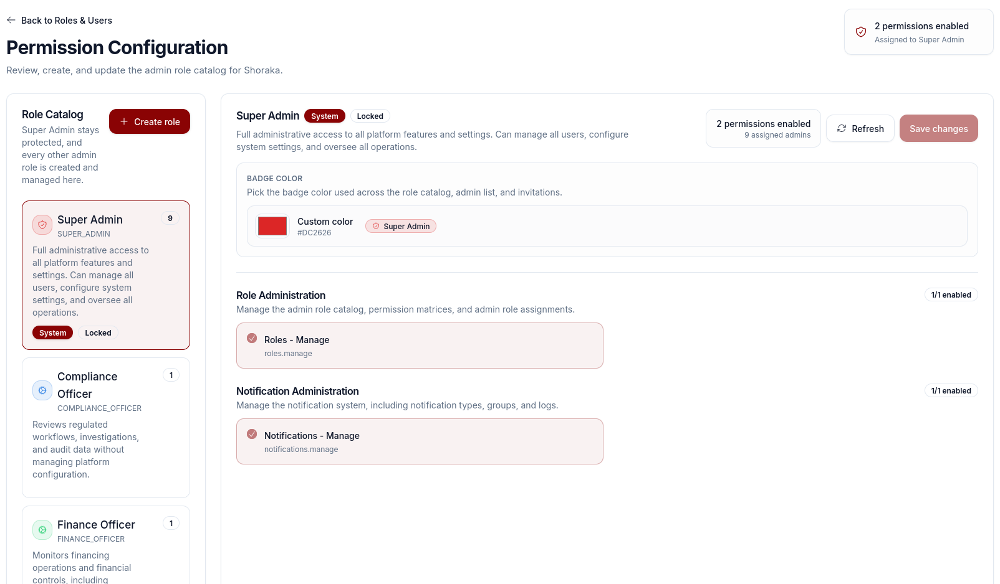 Back to Roles & Users
Permission Configuration
Review, create, and update the admin role catalog for Shoraka.
2 permissions enabled
Assigned to Super Admin
Role Catalog
Super Admin stays
protected, and
every other admin
role is created and
managed here.
Create role
Super Admin
9
SUPER_ADMIN
Full administrative access to
all platform features and
settings. Can manage all
users, configure system
settings, and oversee all
operations.
System
Locked
Compliance
Officer
1
COMPLIANCE_OFFICER
Reviews regulated
workflows, investigations,
and audit data without
managing platform
configuration.
Finance Officer
1
FINANCE_OFFICER
Monitors financing
operations and financial
controls, including
Super Admin
System
Locked
Full administrative access to all platform features and settings. Can manage all users, configure
system settings, and oversee all operations.
2 permissions enabled
9 assigned admins
Refresh
Save changes
BADGE COLOR
Pick the badge color used across the role catalog, admin list, and invitations.
Custom color
#DC2626
Super Admin
Role Administration
1/1 enabled
Manage the admin role catalog, permission matrices, and admin role assignments.
Roles - Manage
roles.manage
Notification Administration
1/1 enabled
Manage the notification system, including notification types, groups, and logs.
Notifications - Manage
notifications.manage